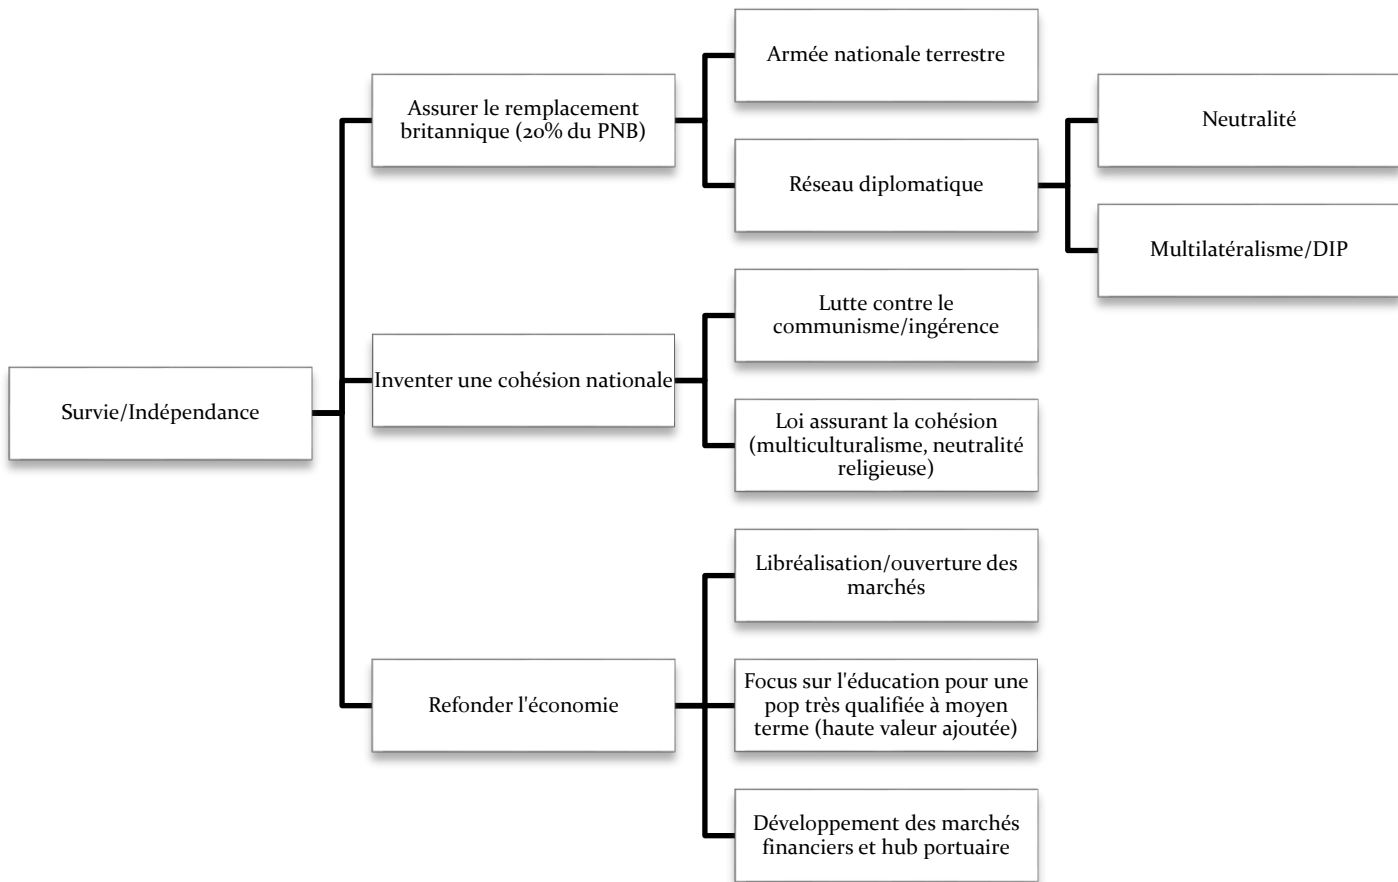 Survie/Indépendance
Assurer le remplacement
britannique (20% du PNB)
Armée nationale terrestre
Réseau diplomatique
Neutralité
Multilatéralisme/DIP
Inventer une cohésion nationale
Lutte contre le
communisme/ingérence
Loi assurant la cohésion
(multiculturalisme, neutralité
religieuse)
Refonder l'économie
Libréalisation/ouverture des
marchés
Focus sur l'éducation pour une
pop très qualifiée à moyen
terme (haute valeur ajoutée)
Développement des marchés
financiers et hub portuaire